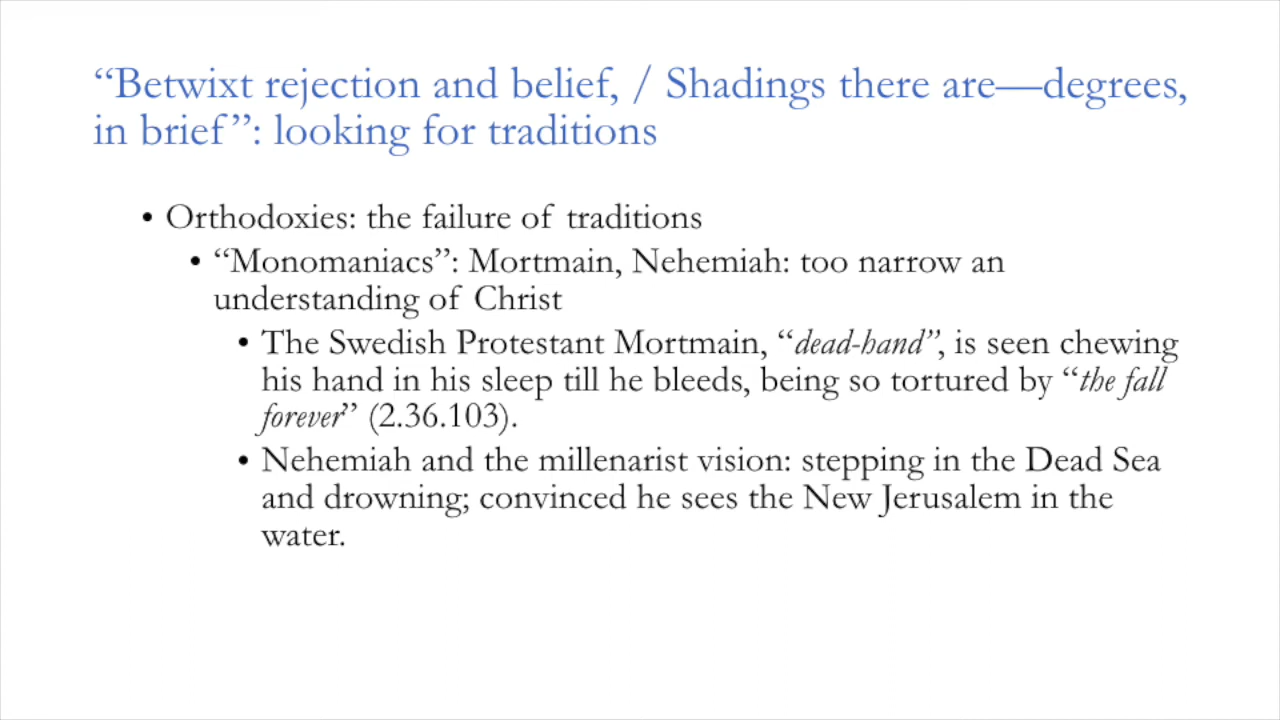 “Betwixt rejection and belief, / Shadings there are—degrees,
in brief”: looking for traditions
• Orthodoxies: the failure of traditions
• “Monomaniacs”: Mortmain, Nehemiah: too narrow an
understanding of Christ
• The Swedish Protestant Mortmain, “dead-hand”, is seen chewing
his hand in his sleep till he bleeds, being so tortured by “the fall
forever” (2.36.103).
• Nehemiah and the millenarist vision: stepping in the Dead Sea
and drowning; convinced he sees the New Jerusalem in the
water.